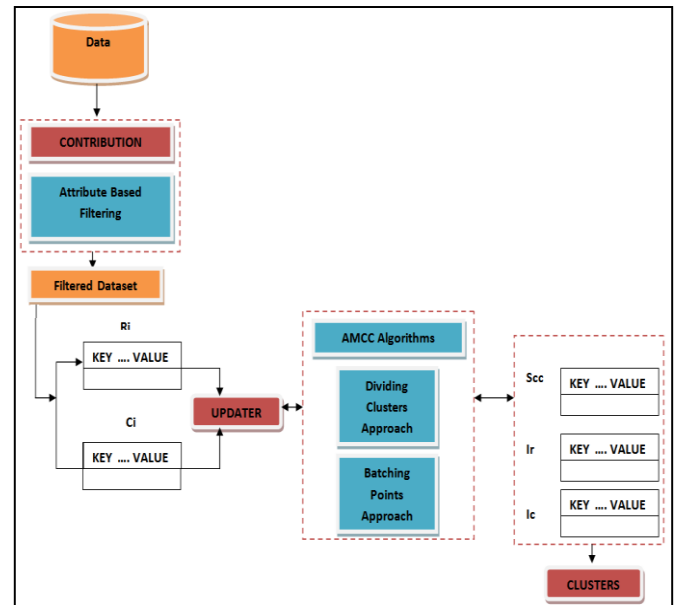 Data
CONTRIBUTION
Attribute Based
Filtering
Filtered Dataset
Ri
KEY .... VALUE
Ci
KEY .... VALUE
UPDATER
AMCC Algorithms
Dividing
Clusters
Approach
Batching
Points
Approach
Scc
KEY ... VALUE
Ir
KEY .... VALUE
Ic
KEY .... VALUE
CLUSTERS